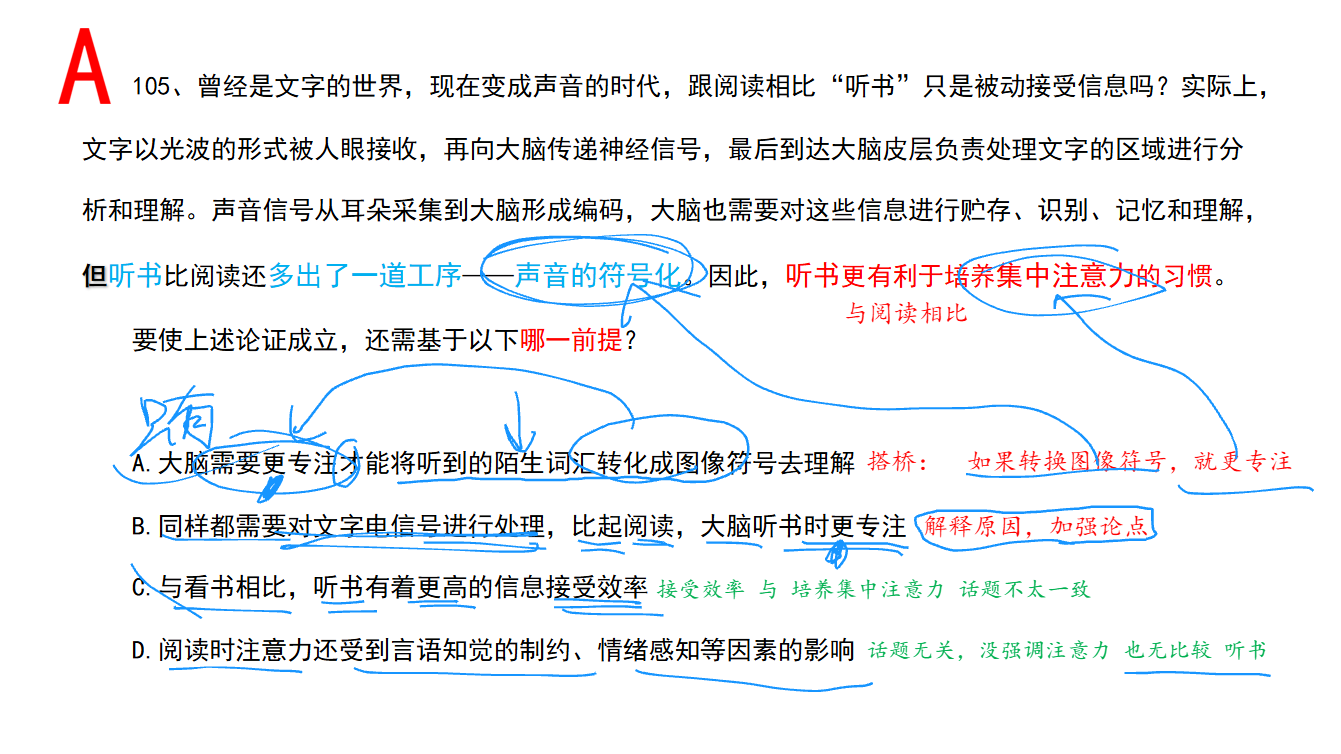 A
105、曾经是文字的世界，现在变成声音的时代，跟阅读相比“听书”只是被动接受信息吗？实际上，
文字以光波的形式被人眼接收，再向大脑传递神经信号，最后到达大脑皮层负责处理文字的区域进行分
析和理解。声音信号从耳朵采集到大脑形成编码，大脑也需要对这些信息进行贮存、识别、记忆和理解，
但听书比阅读还多出了一道工序——声音的符号化。因此，听书更有利于培养集中注意力的习惯。
与阅读相比
要使上述论证成立，还需基于以下哪一前提？
只有
A.大脑需要更专注才能将听到的陌生词汇转化成图像符号去理解 搭桥： 如果转换图像符号，就更专注
B.同样都需要对文字电信号进行处理，比起阅读，大脑听书时更专注 解释原因，加强论点
C.与看书相比，听书有着更高的信息接受效率 接受效率 与 培养集中注意力 话题不太一致
D.阅读时注意力还受到言语知觉的制约、情绪感知等因素的影响 话题无关，没强调注意力 也无比较 听书